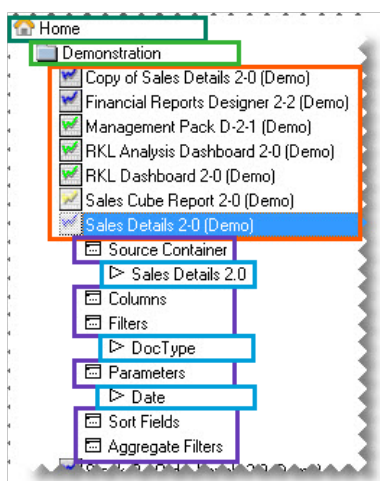 Home
Demonstration
Copy of Sales Details 2-0 (Demo)
Financial Reports Designer 2-2 (Demo)
Management Pack D-2-1 (Demo)
RKL Analysis Dashboard 2-0 (Demo)
RKL Dashboard 2-0 (Demo)
Sales Cube Report 2-0 (Demo)
Sales Details 2-0 (Demo)
Source Container
Sales Details 2.0
Columns
Filters
DocType
Parameters
Date
Sort Fields
Aggregate Filters